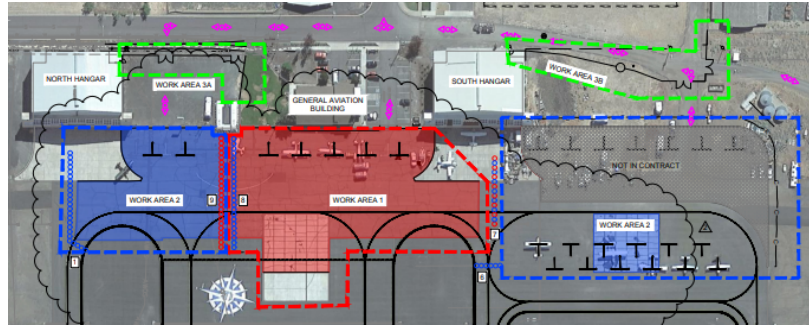 NORTH HANGAR
WORK AREA 3A
GENERAL AVIATION
BUILDING
SOUTH HANGAR
WORK AREA 3B
NOT IN CONTRACT
WORK AREA 2
9
8
WORK AREA 1
7
WORK AREA 2
1
6